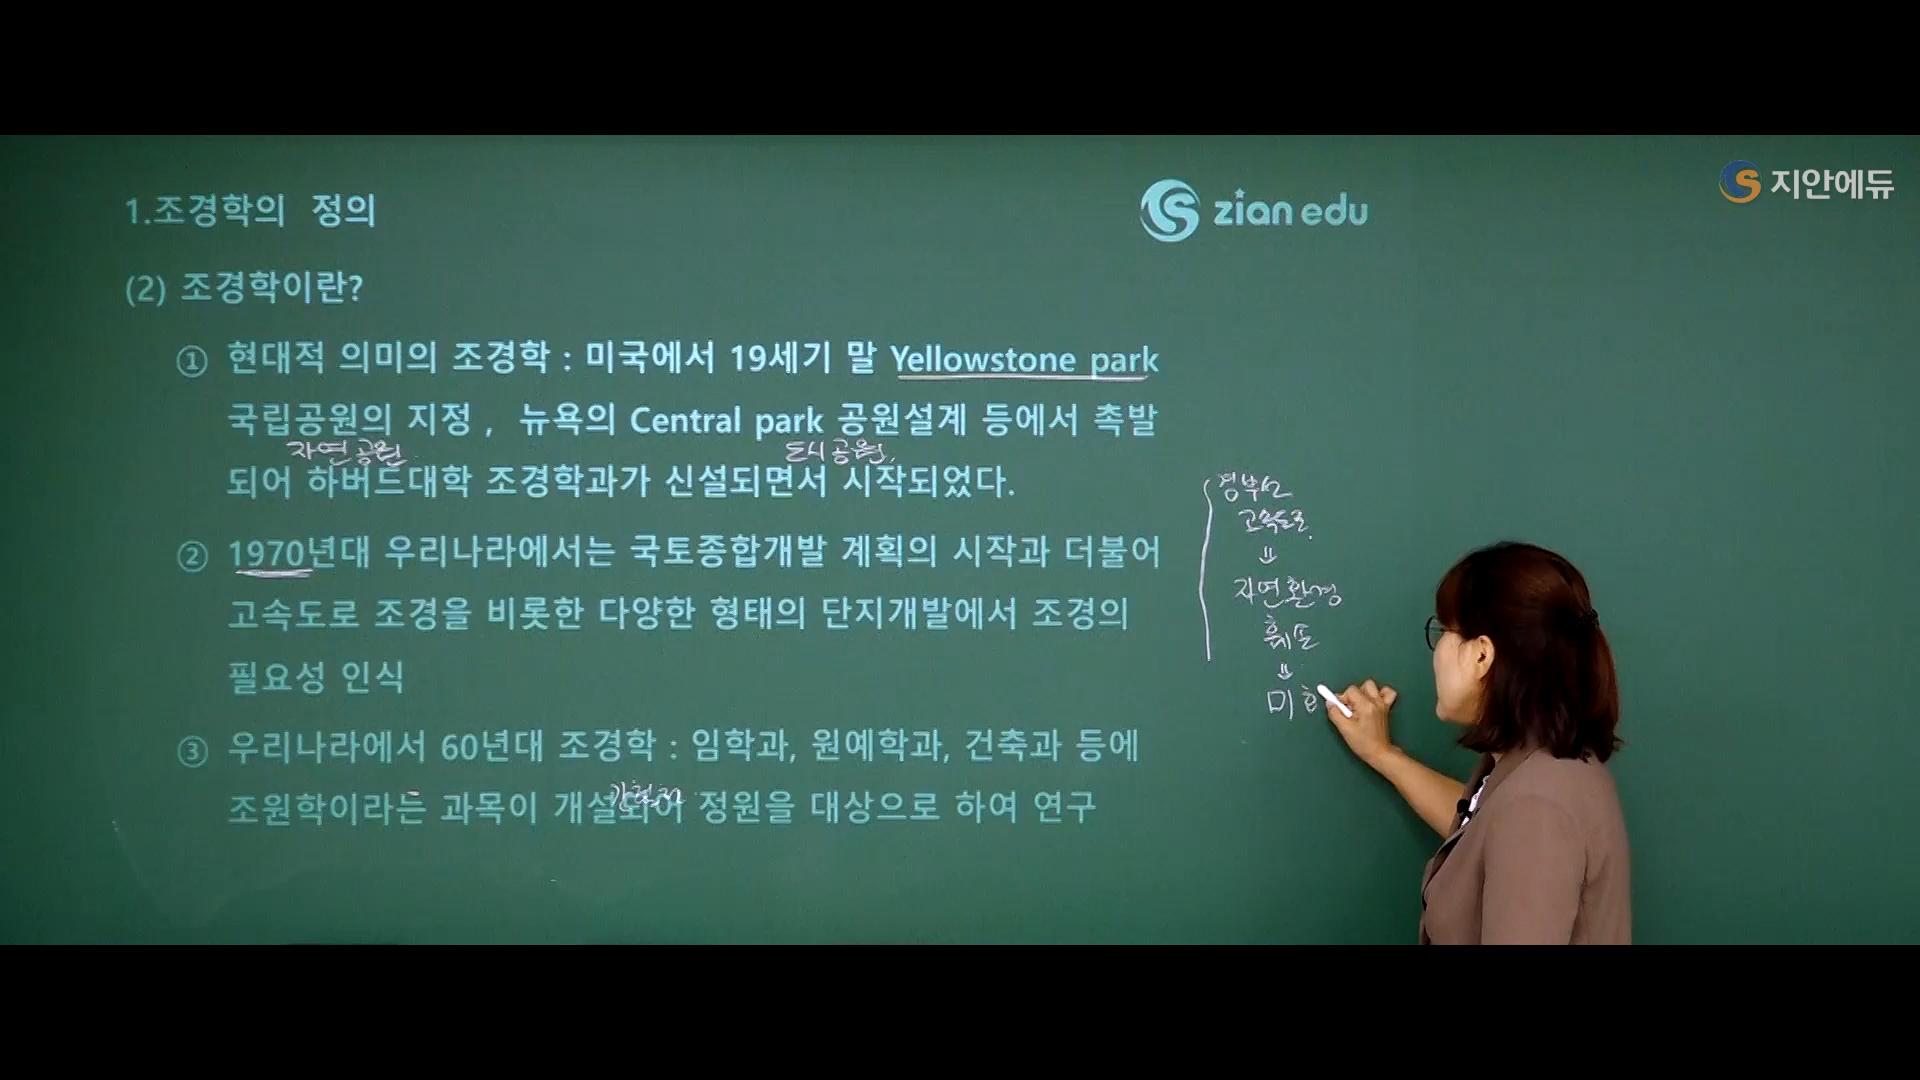 지안에듀
zian edu
1.조경학의 정의
(2) 조경학이란?
① 현대적 의미의 조경학 : 미국에서 19세기 말 Yellowstone park
국립공원의 지정 , 뉴욕의 Central park 공원설계 등에서 촉발
자연공원 도시공원.
되어 하버드대학 조경학과가 신설되면서 시작되었다.
② 1970년대 우리나라에서는 국토종합개발 계획의 시작과 더불어
고속도로 조경을 비롯한 다양한 형태의 단지개발에서 조경의
필요성 인식
③ 우리나라에서 60년대 조경학 : 임학과, 원예학과, 건축과 등에
조원학이라는 과목이 개설되어 정원을 대상으로 하여 연구
경부선
고속도로.
⇓
자연환경
훼손
⇓
미